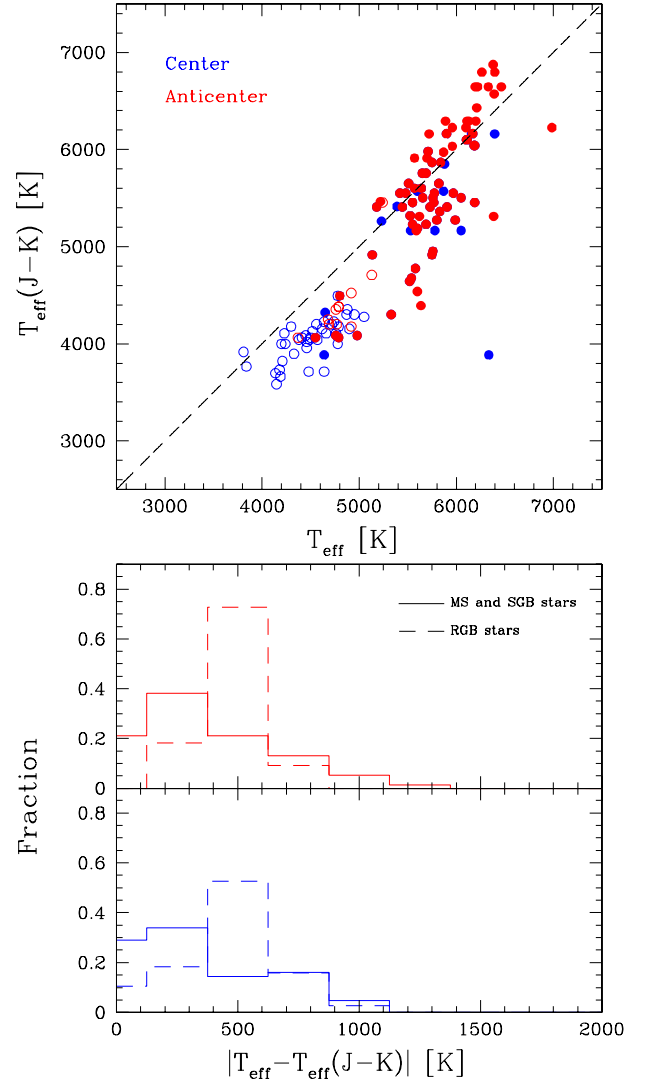 7000
6000
5000
4000
3000
T_eff(J−K) [K]
Center
Anticenter
3000 4000 5000 6000 7000
T_eff [K]
0.8
0.6
0.4
0.2
0
MS and SGB stars
RGB stars
Fraction
0.8
0.6
0.4
0.2
0
0 500 1000 1500 2000
|T_eff−T_eff(J−K)| [K]